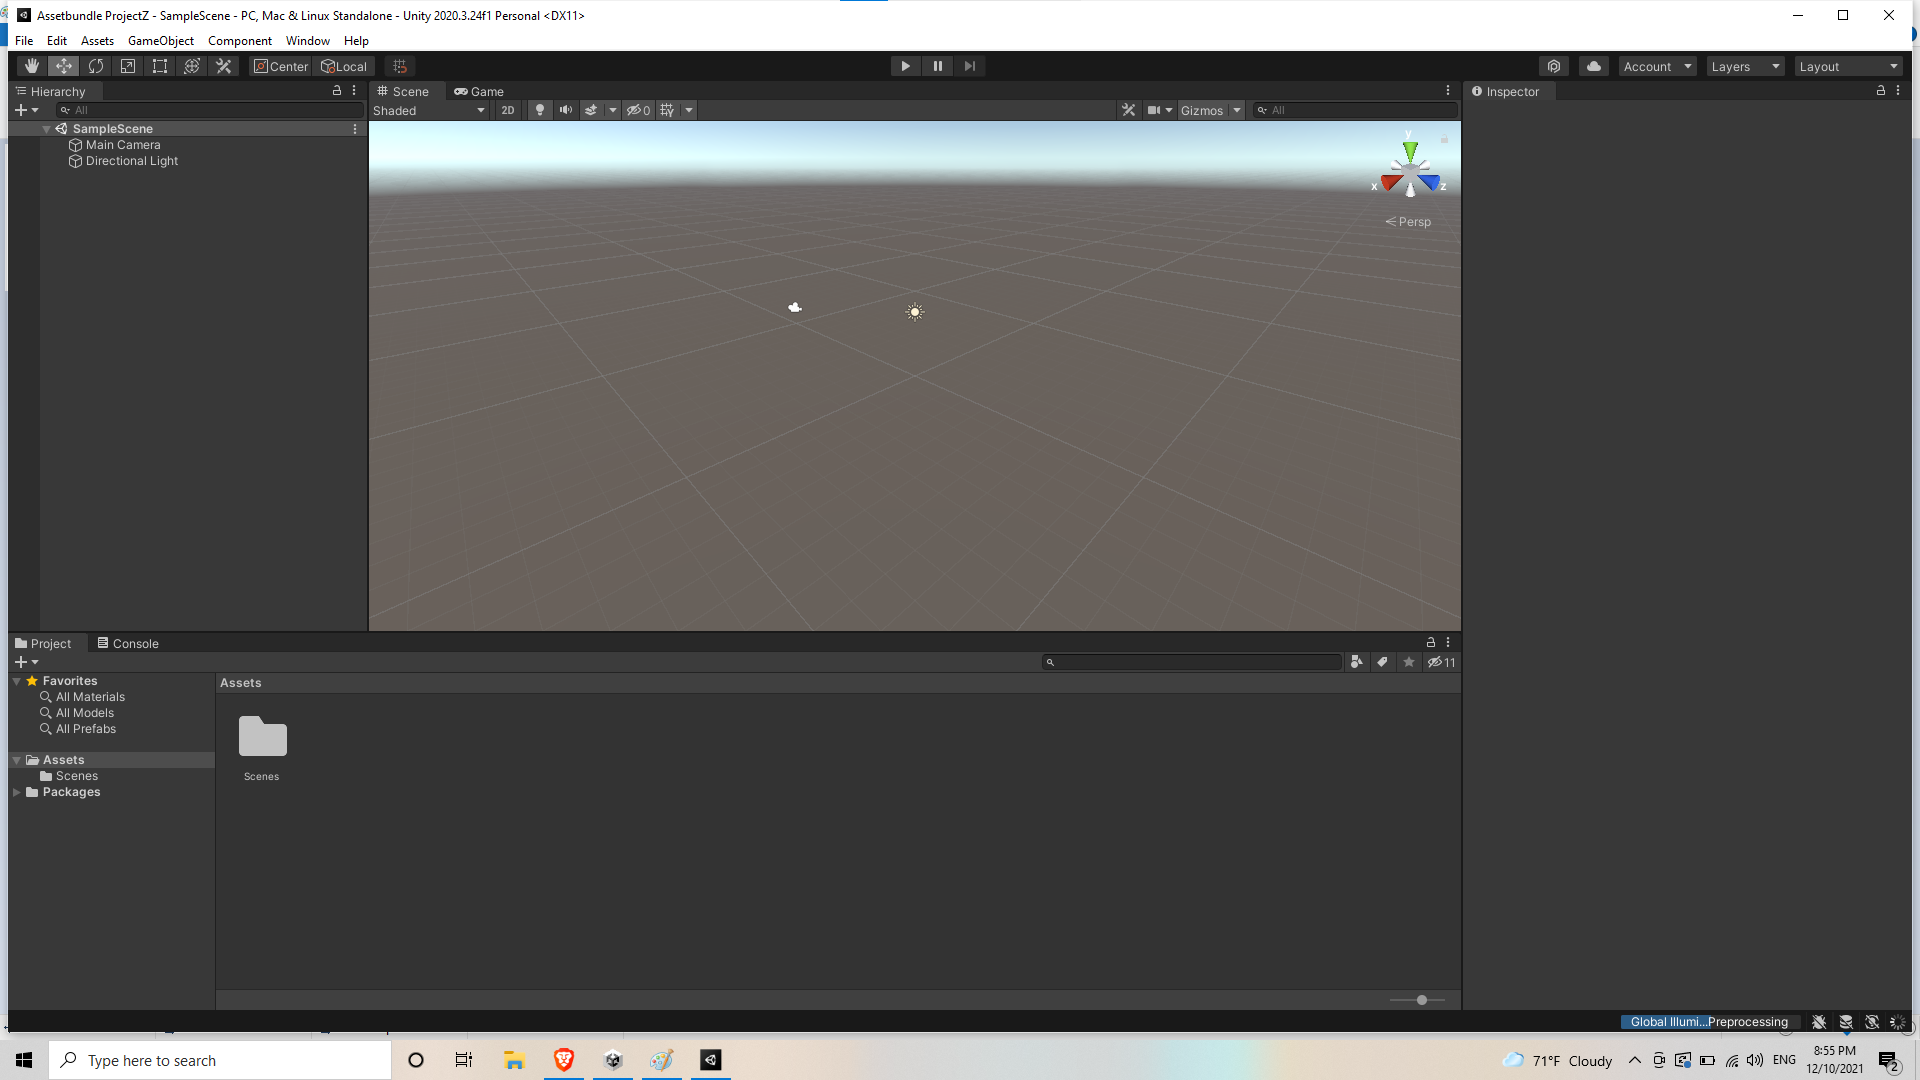 Assetbundle ProjectZ - SampleScene - PC, Mac & Linux Standalone - Unity 2020.3.24f1 Personal <DX11>
File Edit Assets GameObject Component Window Help
Center Local Account Layers Layout
Hierarchy
All
SampleScene
Main Camera
Directional Light
Scene Game
Shaded 2D 0 Gizmos All
y
x z
Persp
Inspector
Project Console
11
Favorites
All Materials
All Models
All Prefabs
Assets
Scenes
Packages
Assets
Scenes
Global Illumi...Preprocessing
Type here to search
71°F Cloudy
ENG
8:55 PM
12/10/2021
2